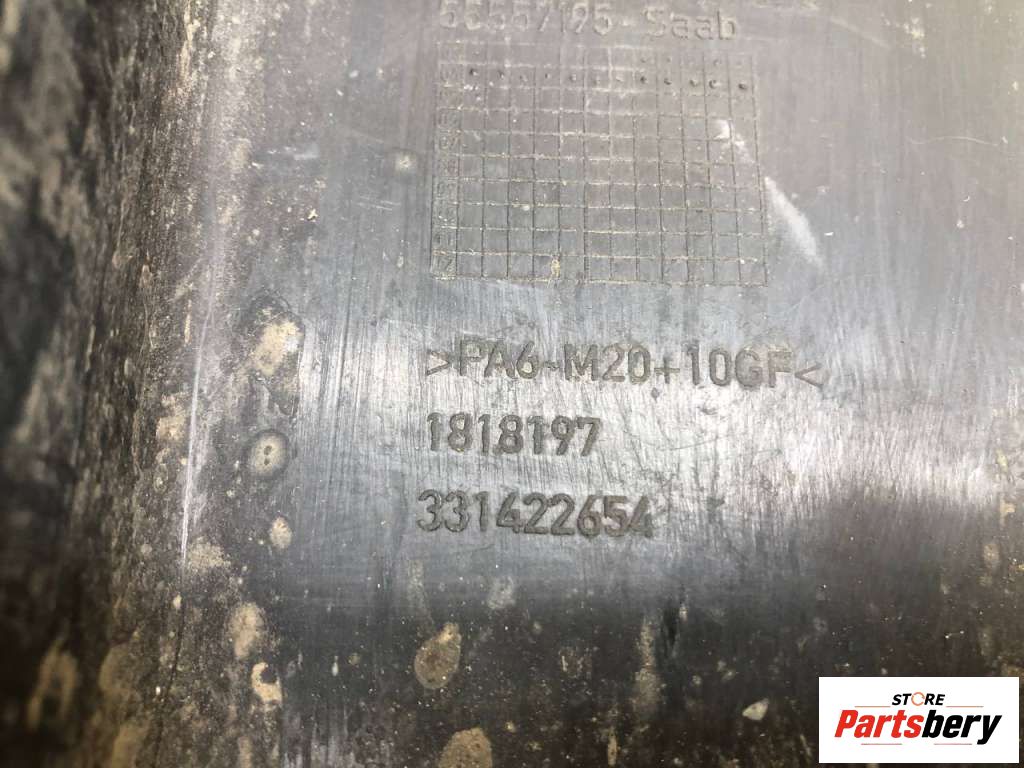 Saab
>PA6-M20+10GF<
1818197
331422654
STORE
Partsbery